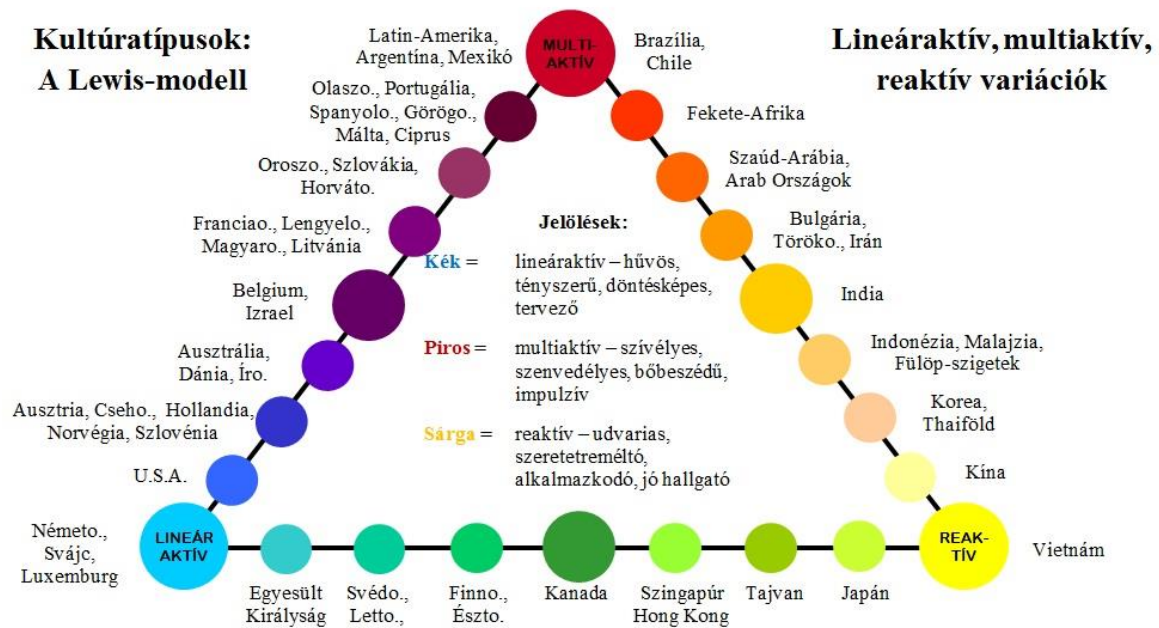 Kultúratípusok:
A Lewis-modell
Lineáraktív, multiaktív,
reaktív variációk
MULTI-
AKTÍV
Latin-Amerika,
Argentína, Mexikó
Olaszo., Portugália,
Spanyolo., Görögo.,
Málta, Ciprus
Oroszo., Szlovákia,
Horváto.
Franciao., Lengyelo.,
Magyaro., Litvánia
Belgium,
Izrael
Ausztrália,
Dánia, Íro.
Ausztria, Cseho., Hollandia,
Norvégia, Szlovénia
U.S.A.
Németo.,
Svájc,
Luxemburg
LINEÁR
AKTÍV
Brazília,
Chile
Fekete-Afrika
Szaúd-Arábia,
Arab Országok
Bulgária,
Töröko., Irán
India
Indonézia, Malajzia,
Fülöp-szigetek
Korea,
Thaiföld
Kína
REAK-
TÍV
Vietnám
Jelölések:
Kék = lineáraktív – hűvös,
tényszerű, döntésképes,
tervező
Piros = multiaktív – szívélyes,
szenvedélyes, bőbeszédű,
impulzív
Sárga = reaktív – udvarias,
szeretetreméltó,
alkalmazkodó, jó hallgató
Egyesült
Királyság
Svédo.,
Letto.,
Finno.,
Észto.
Kanada
Szingapúr
Hong Kong
Tajvan
Japán